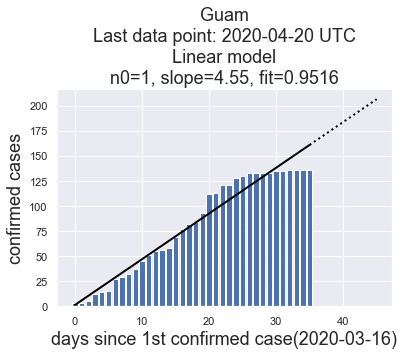 Guam
Last data point: 2020-04-20 UTC
Linear model
n0=1, slope=4.55, fit=0.9516
200
175
150
125
100
75
50
25
0
confirmed cases
0 10 20 30 40
days since 1st confirmed case(2020-03-16)